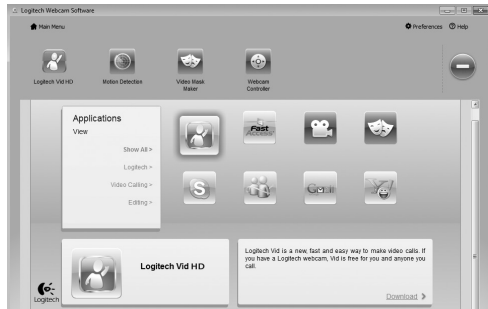 Logitech Webcam Software
Main Menu
Preferences
Help
Logitech Vid HD
Motion Detection
Video Mask
Maker
Webcam
Controller
Applications
View
Show All >
Logitech >
Video Calling >
Editing >
Fast
Access
Logitech Vid HD
Logitech Vid is a new, fast and easy way to make video calls. If
you have a Logitech webcam, Vid is free for you and anyone you
call.
Download
Logitech